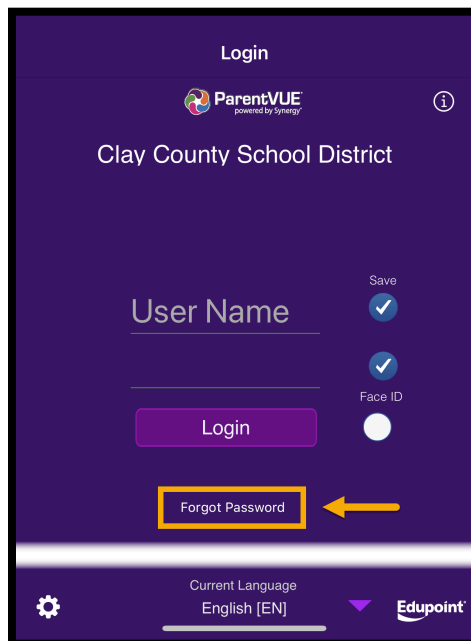 Login
ParentVUE
powered by Synergy
Clay County School District
Save
User Name
Face ID
Login
Forgot Password
Current Language
English [EN]
Edupoint